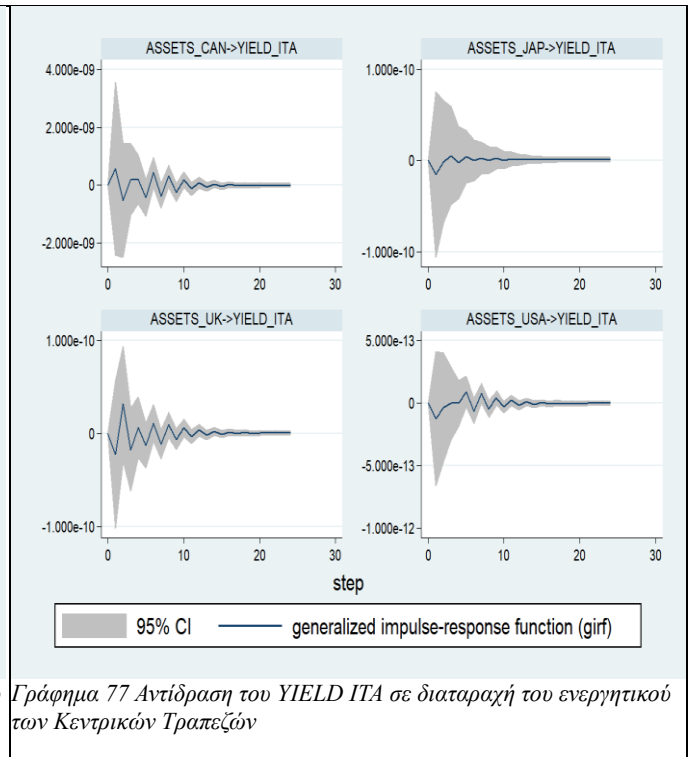 ASSETS_CAN->YIELD_ITA
ASSETS_JAP->YIELD_ITA
4.000e-09
2.000e-09
0
-2.000e-09
0 10 20 30
1.000e-10
0
-1.000e-10
0 10 20 30
ASSETS_UK->YIELD_ITA
ASSETS_USA->YIELD_ITA
1.000e-10
0
-1.000e-10
0 10 20 30
5.000e-13
0
-5.000e-13
-1.000e-12
0 10 20 30
step
95% CI generalized impulse-response function (girf)
Γράφημα 77 Αντίδραση του YIELD ITA σε διαταραχή του ενεργητικού
των Κεντρικών Τραπεζών